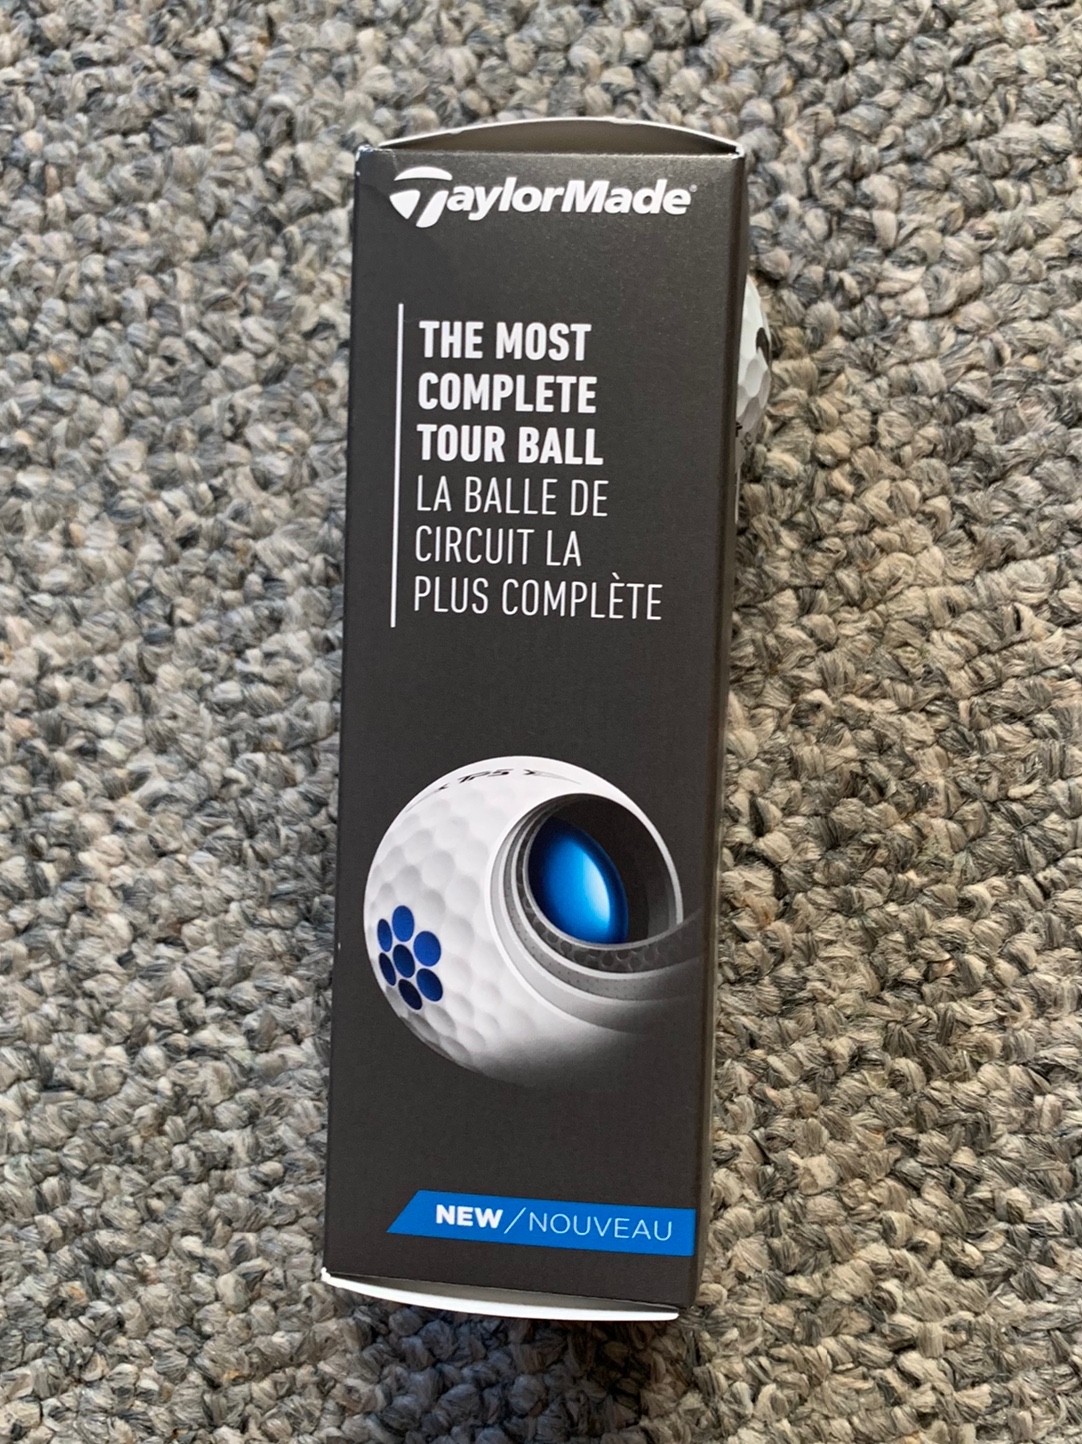 TaylorMade®
THE MOST
COMPLETE
TOUR BALL
LA BALLE DE
CIRCUIT LA
PLUS COMPLÈTE
TP5
NEW/NOUVEAU